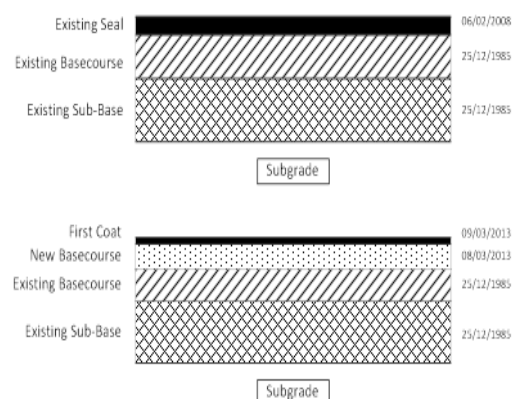 Existing Seal 06/02/2008
Existing Basecourse 25/12/1985
Existing Sub-Base 25/12/1985
Subgrade
First Coat 09/03/2013
New Basecourse 08/03/2013
Existing Basecourse 25/12/1985
Existing Sub-Base 25/12/1985
Subgrade